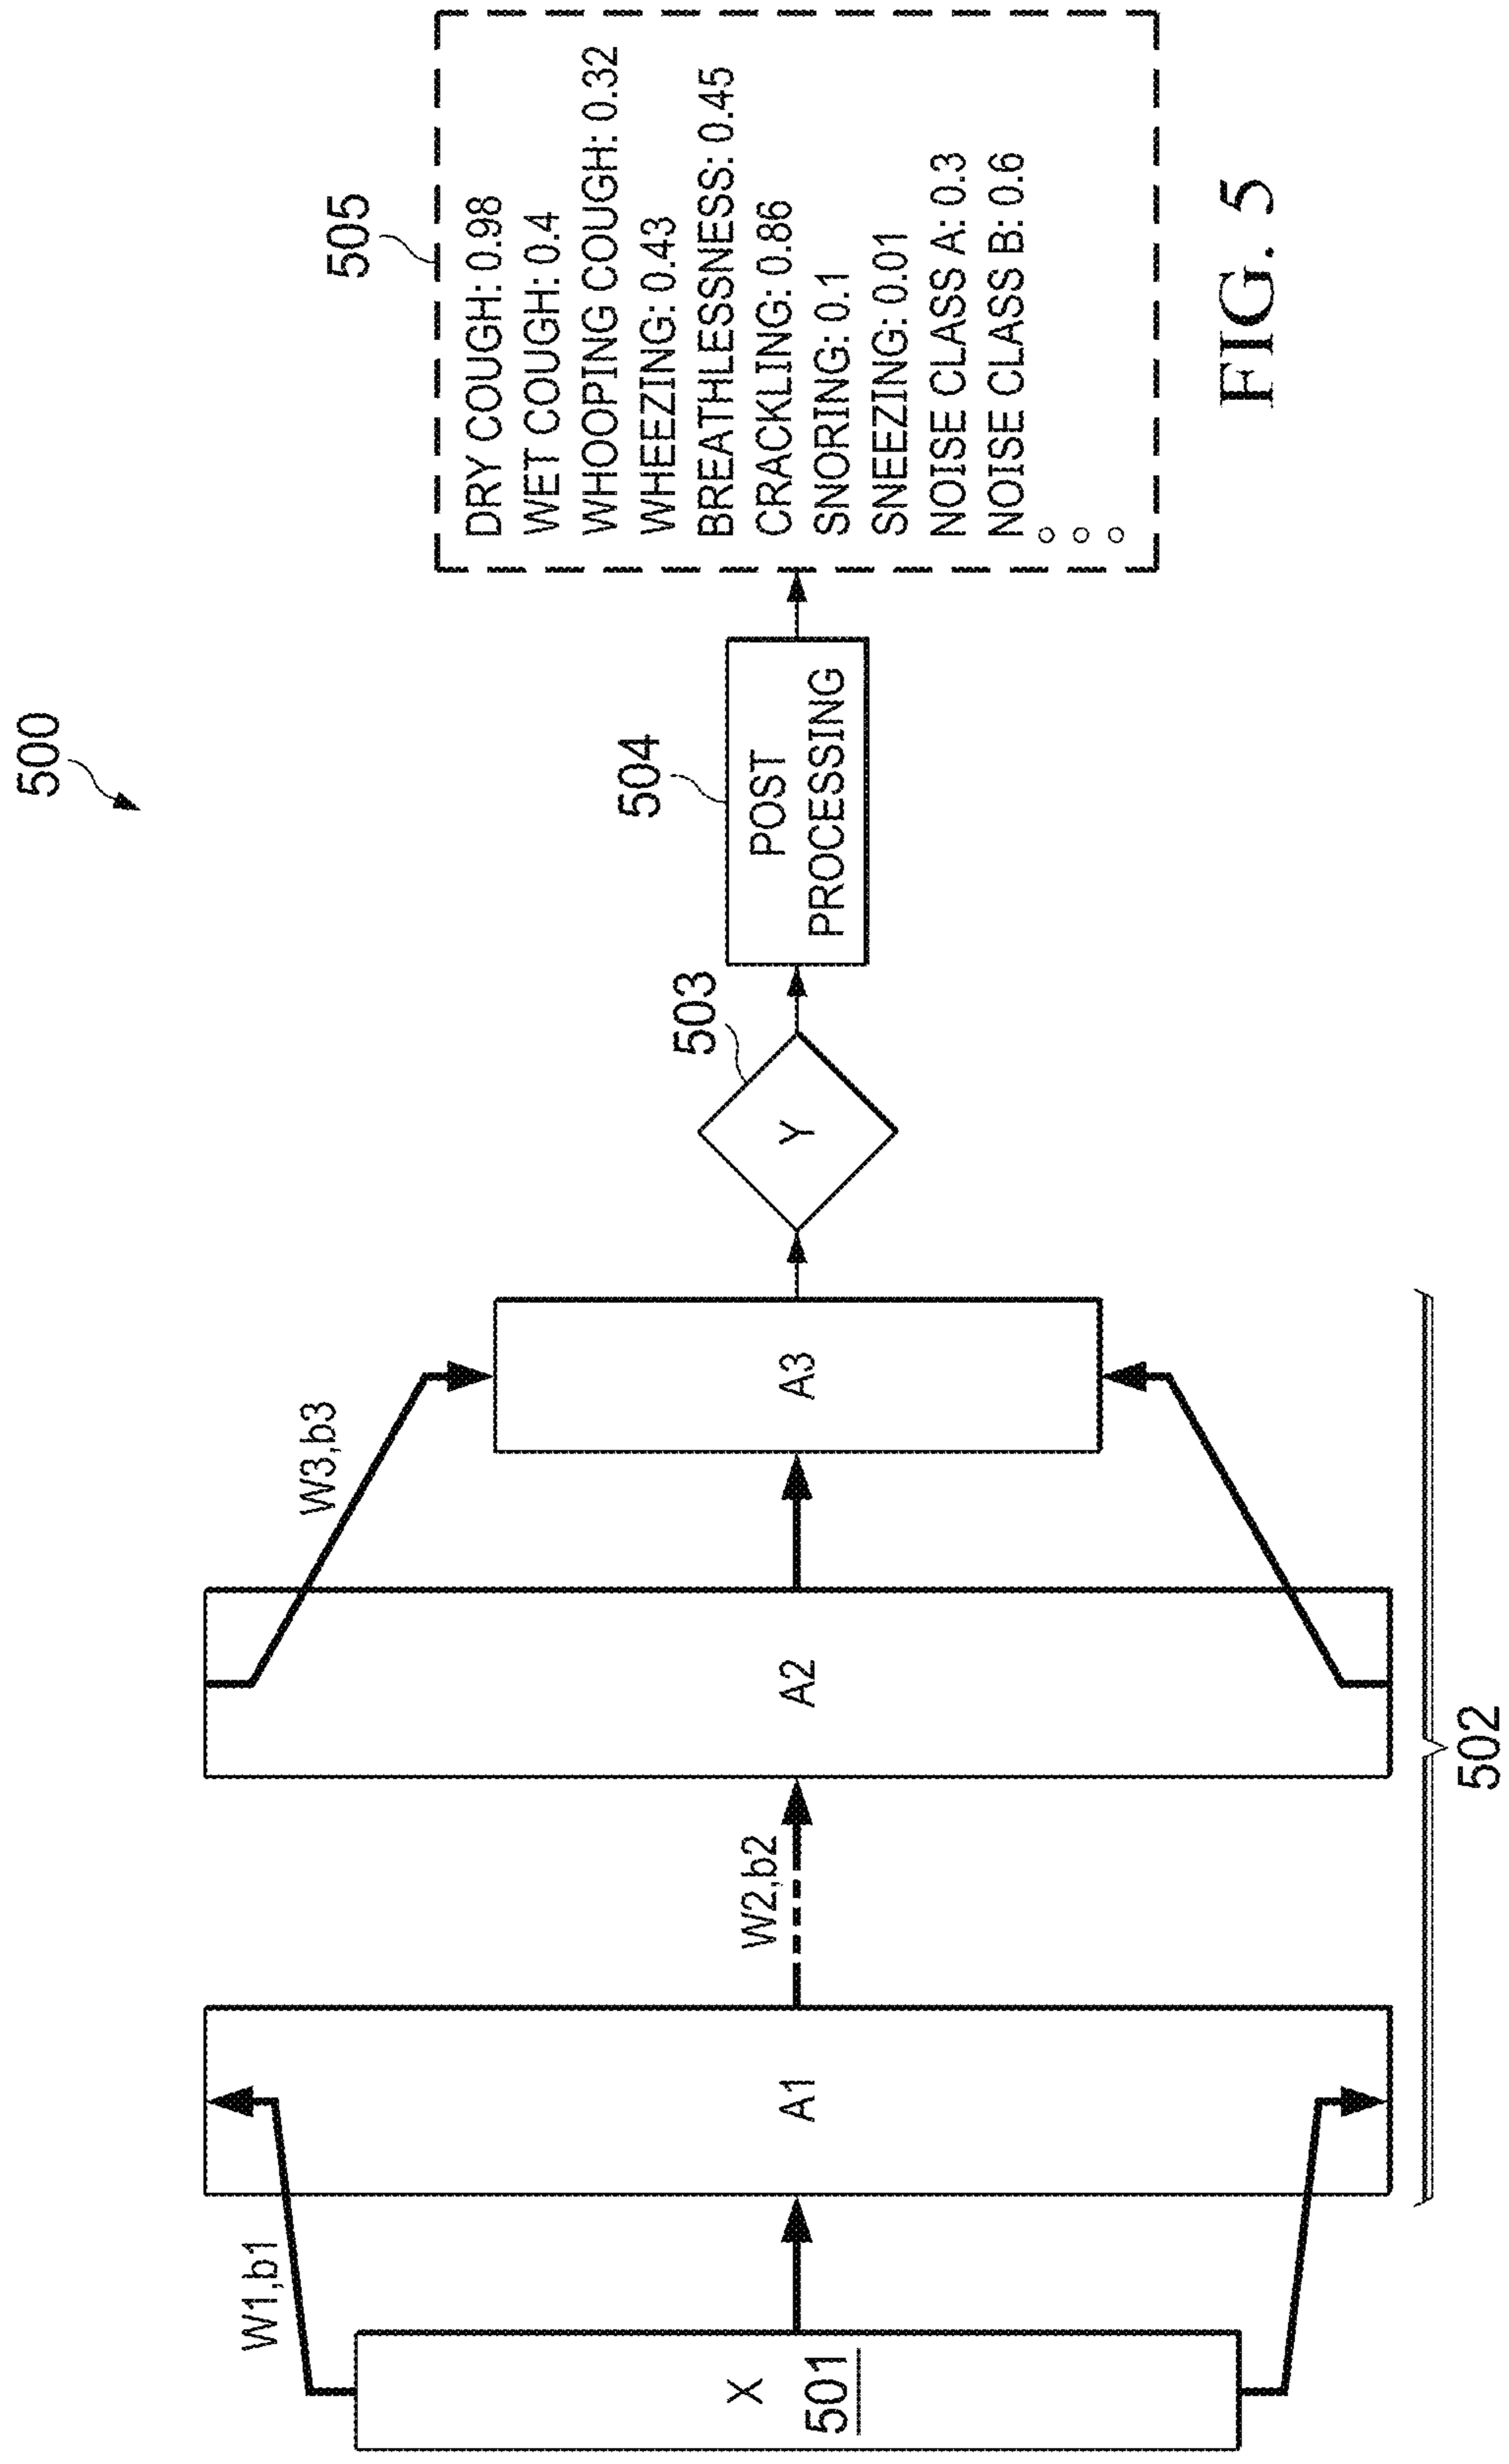 500
W1,b1
X
501
A1
W2,b2
A2
W3,b3
A3
502
503
Y
504
POST
PROCESSING
505
DRY COUGH: 0.98
WET COUGH: 0.4
WHOOPING COUGH: 0.32
WHEEZING: 0.43
BREATHLESSNESS: 0.45
CRACKLING: 0.86
SNORING: 0.1
SNEEZING: 0.01
NOISE CLASS A: 0.3
NOISE CLASS B: 0.6
FIG. 5